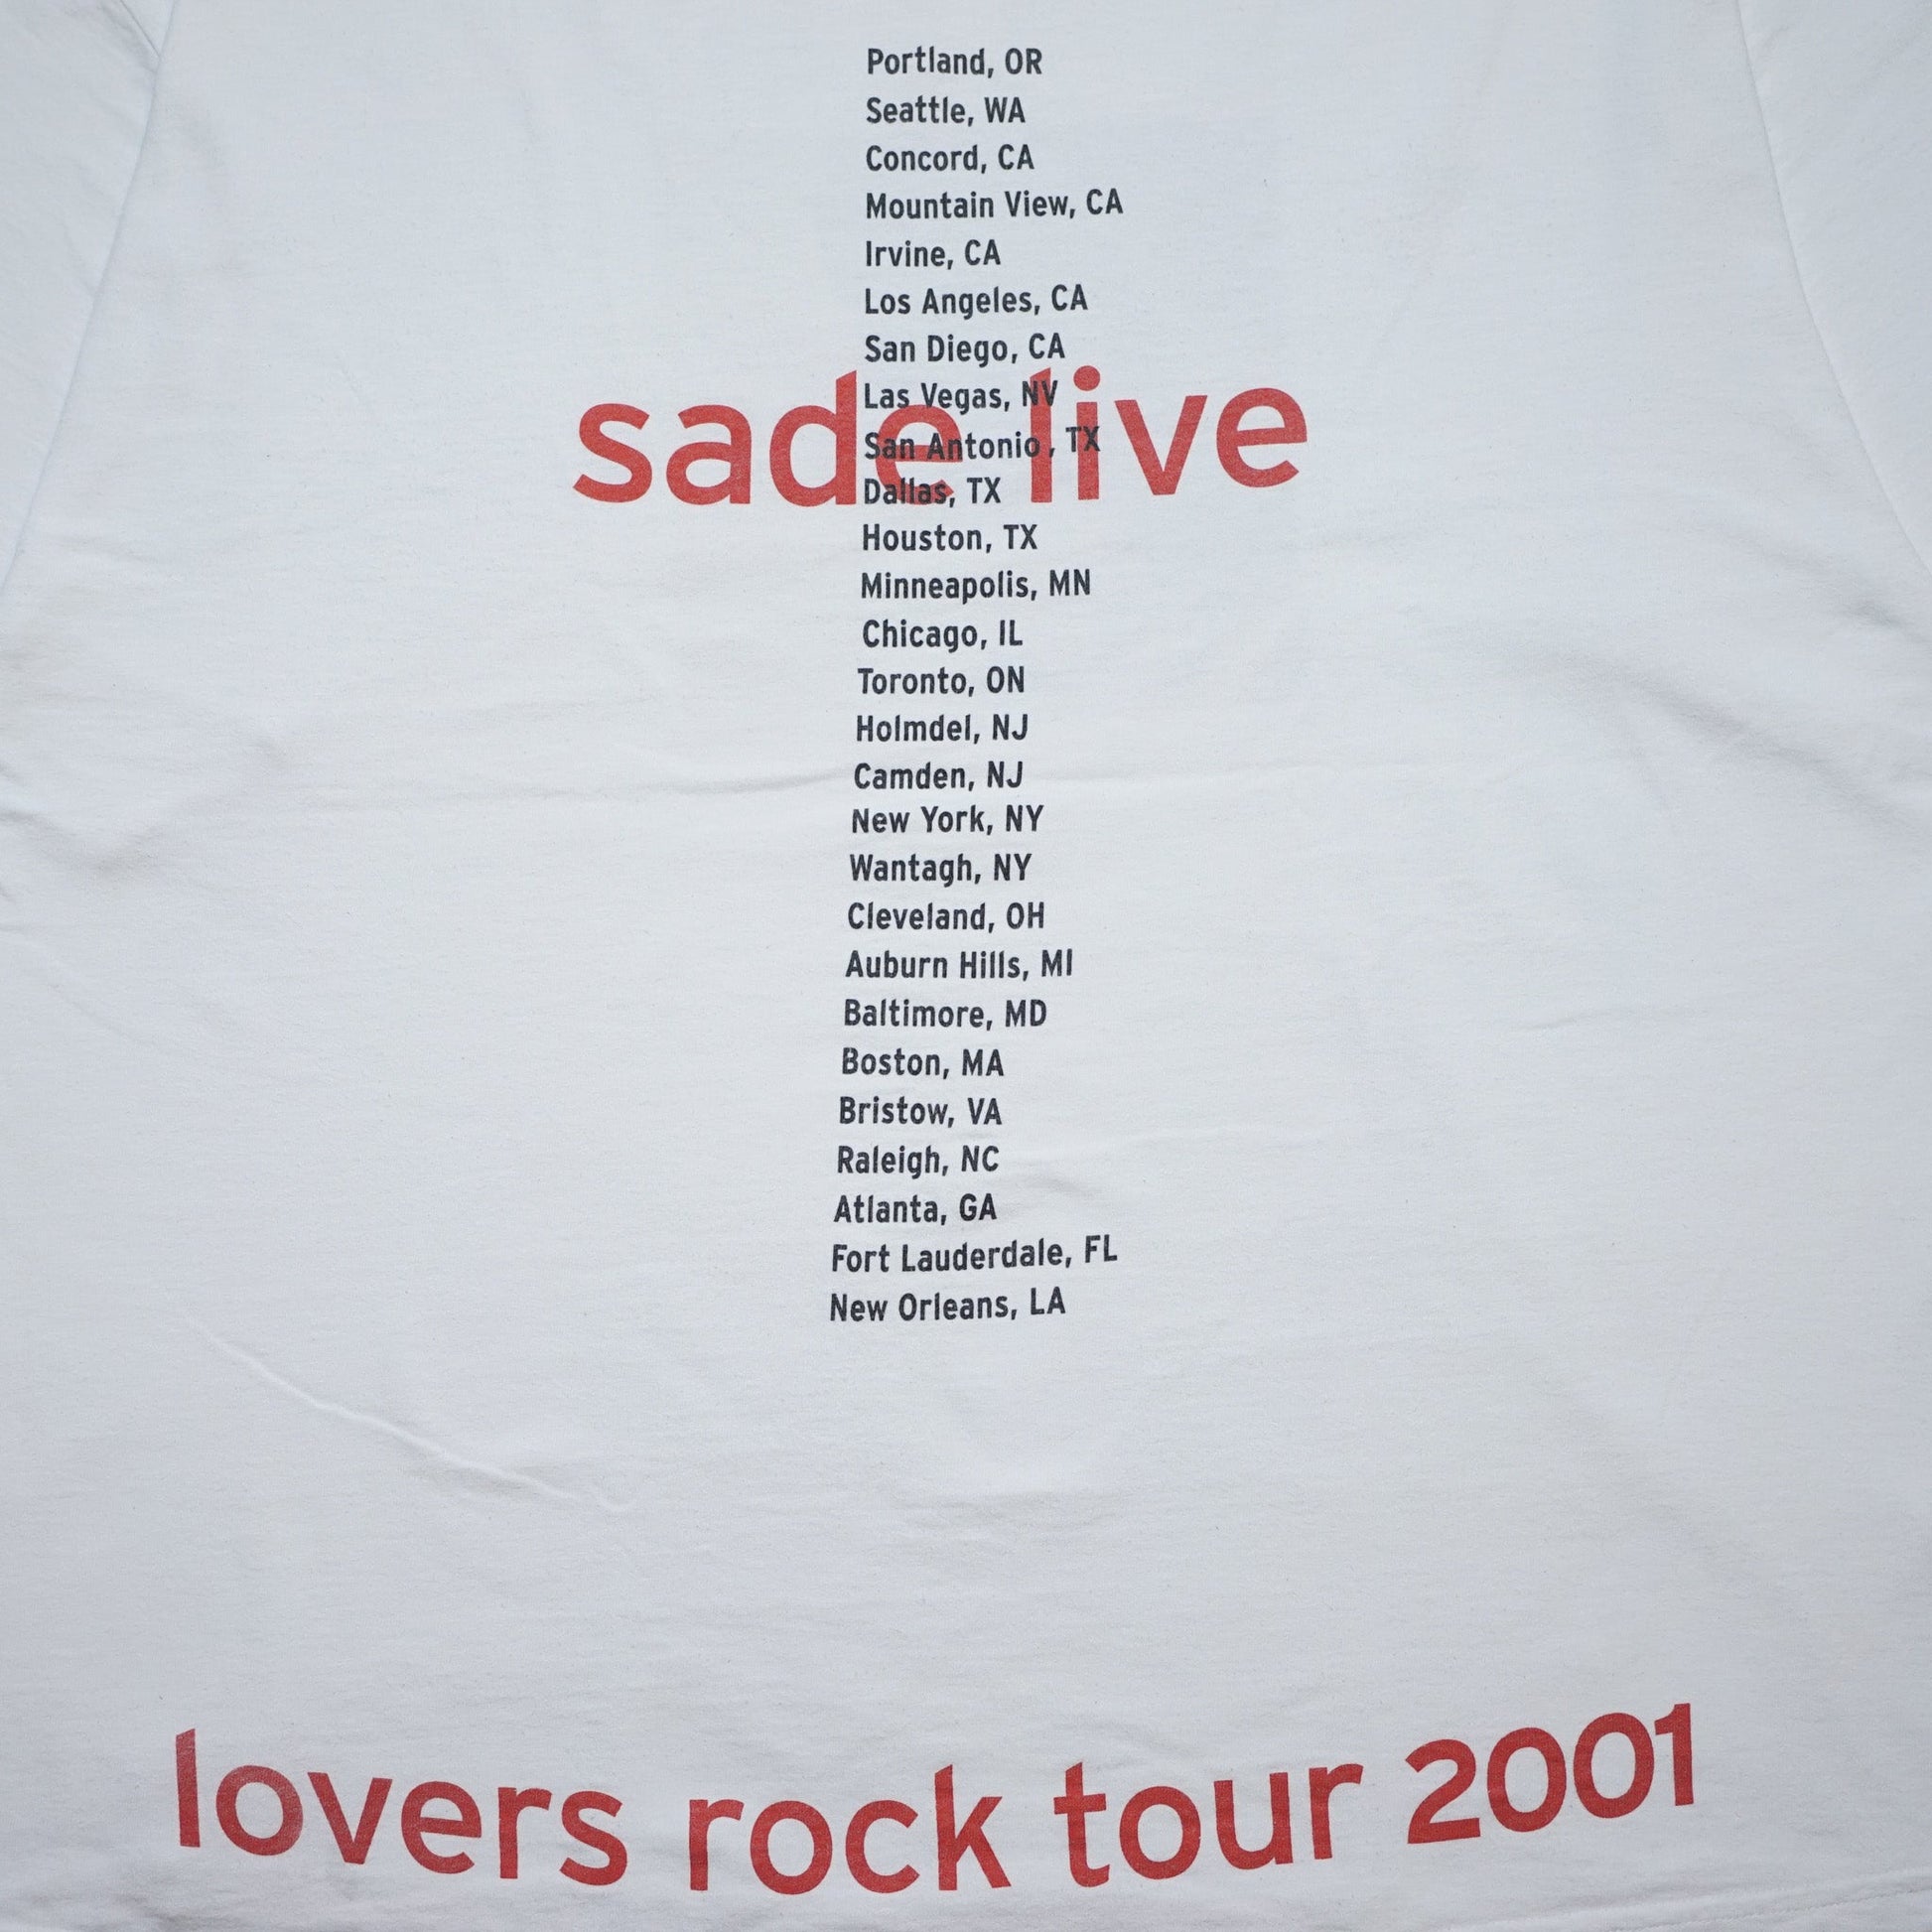 Portland, OR
Seattle, WA
Concord, CA
Mountain View, CA
Irvine, CA
Los Angeles, CA
San Diego, CA
Las Vegas, NV
sade live
San Antonio, TX
Dallas, TX
Houston, TX
Minneapolis, MN
Chicago, IL
Toronto, ON
Holmdel, NJ
Camden, NJ
New York, NY
Wantagh, NY
Cleveland, OH
Auburn Hills, MI
Baltimore, MD
Boston, MA
Bristow, VA
Raleigh, NC
Atlanta, GA
Fort Lauderdale, FL
New Orleans, LA
lovers rock tour 2001